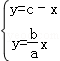 y=c-x
y=b/a x